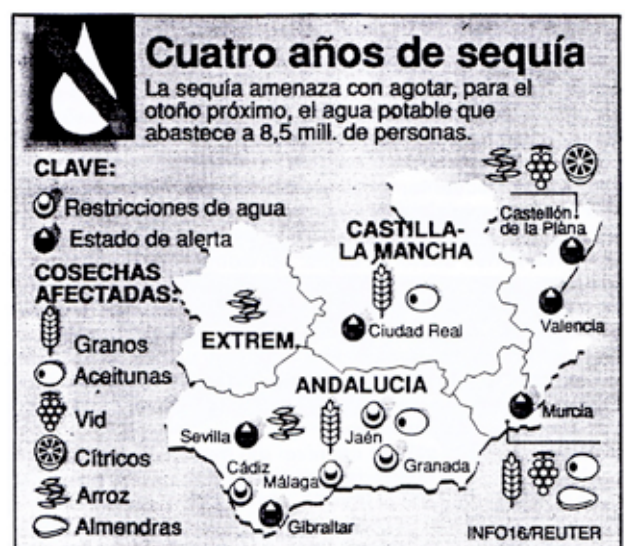 Cuatro años de sequía
La sequía amenaza con agotar, para el
otoño próximo, el agua potable que
abastece a 8,5 mill. de personas.
CLAVE:
Restricciones de agua
Estado de alerta
COSECHAS
AFECTADAS:
Granos
Aceitunas
Vid
Cítricos
Arroz
Almendras
Castellón
de la Plana
CASTILLA-
LA MANCHA
Ciudad Real
Valencia
EXTREM.
ANDALUCIA
Murcia
Sevilla
Jaén
Cádiz
Málaga
Granada
Gibraltar
INFO16/REUTER